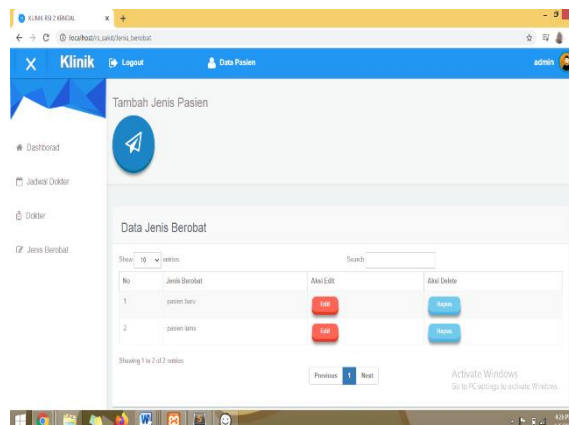 KLINIK RSI 2 KENDAL
localhost/rs_sakit/Jenis_berobat
Klinik Logout Data Pasien admin
Tambah Jenis Pasien
Dashborad
Jadwal Dokter
Dokter
Jenis Berobat
Data Jenis Berobat
Show 10 entries Search
No Jenis Berobat Aksi Edit Aksi Delete
1 pasien baru Edit Hapus
2 pasien lama Edit Hapus
Showing 1 to 2 of 2 entries
Previous 1 Next
Activate Windows
Go to PC settings to activate Windows.